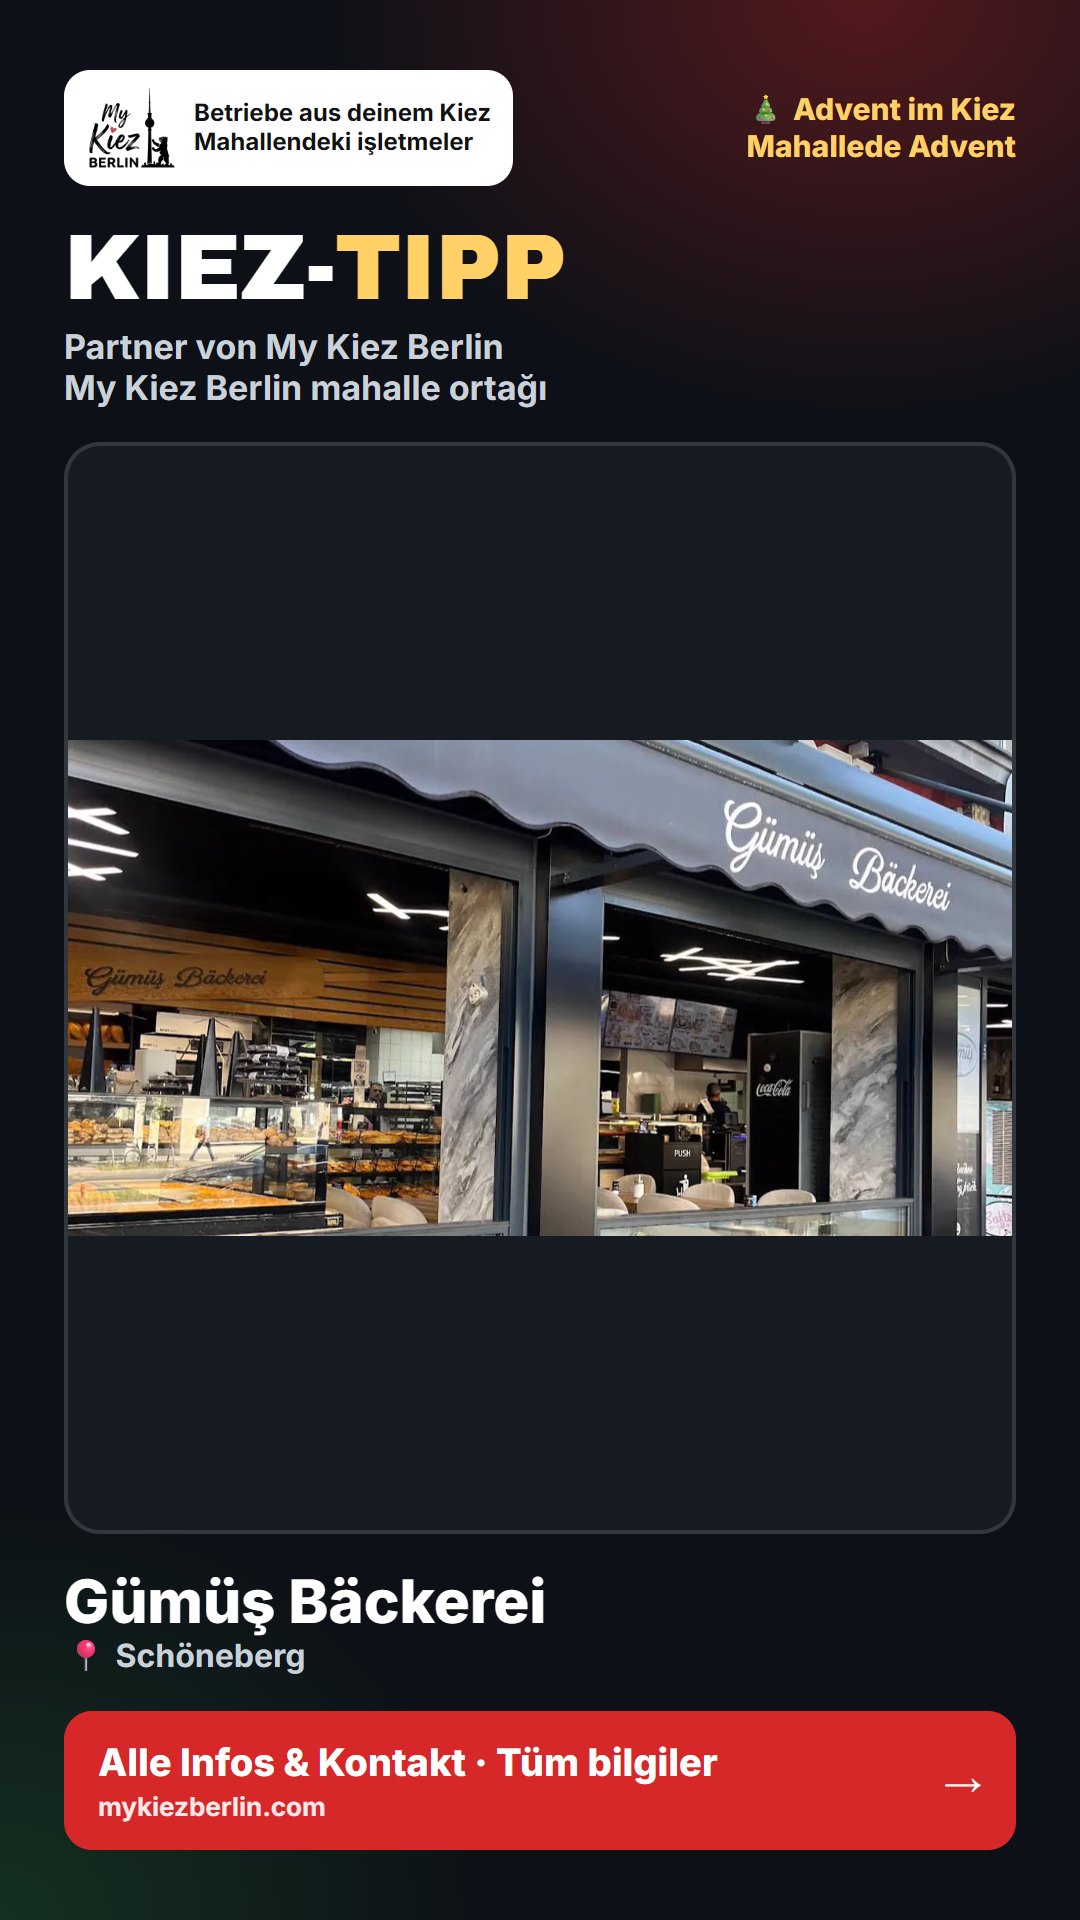 My
Kiez
BERLIN
Betriebe aus deinem Kiez
Mahallendeki işletmeler
🎄 Advent im Kiez
Mahallede Advent
KIEZ-TIPP
Partner von My Kiez Berlin
My Kiez Berlin mahalle ortağı
Gümüş Bäckerei
Gümüş Bäckerei
Coca-Cola
PUSH
Gümüş Bäckerei
📍 Schöneberg
Alle Infos & Kontakt · Tüm bilgiler
mykiezberlin.com
→